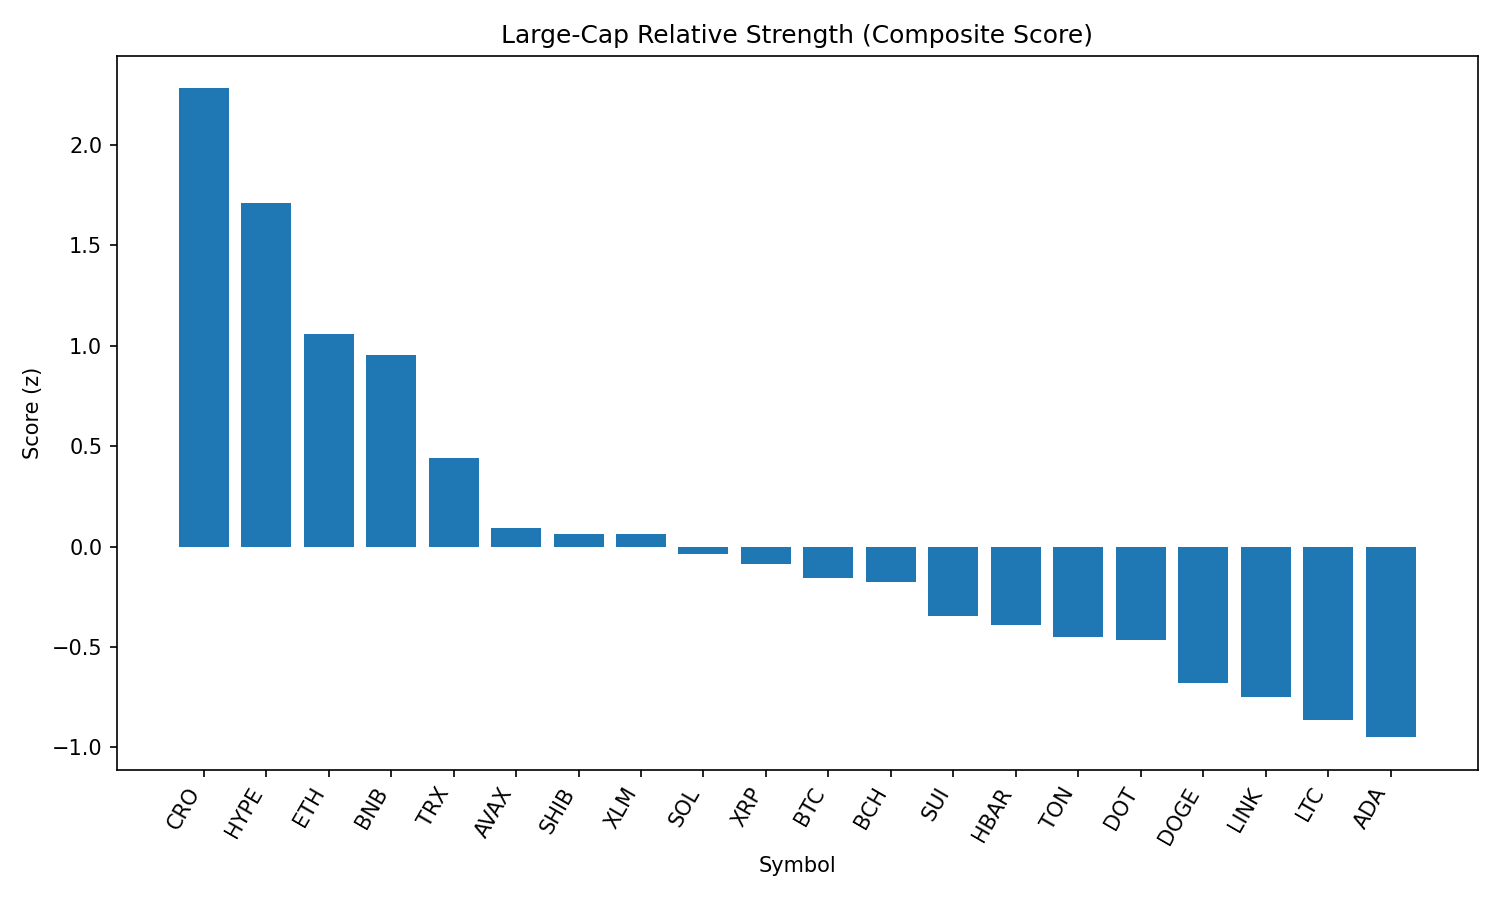 Large-Cap Relative Strength (Composite Score)
Score (z)
2.0
1.5
1.0
0.5
0.0
−0.5
−1.0
CRO
HYPE
ETH
BNB
TRX
AVAX
SHIB
XLM
SOL
XRP
BTC
BCH
SUI
HBAR
TON
DOT
DOGE
LINK
LTC
ADA
Symbol